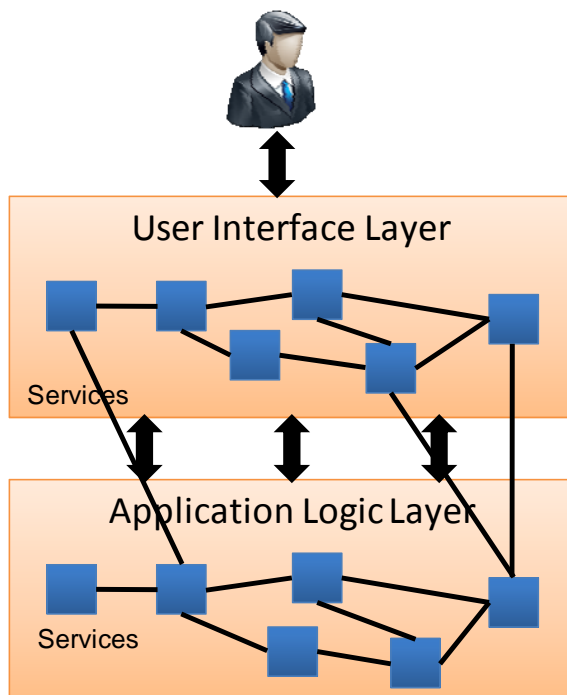 User Interface Layer
Services
Application Logic Layer
Services